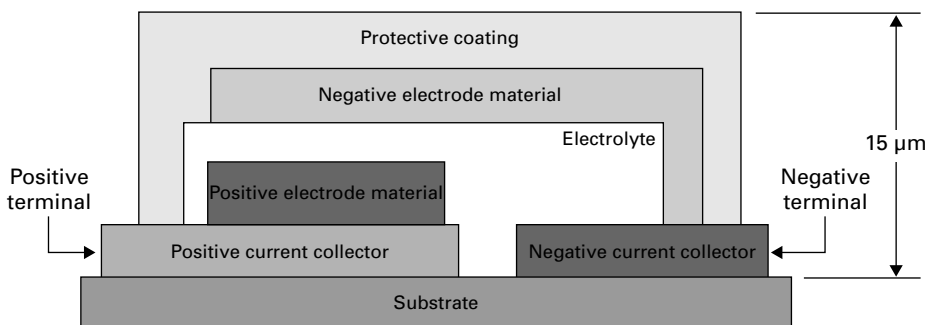 Protective coating
Negative electrode material
Electrolyte
15 µm
Positive
terminal
Positive electrode material
Negative
terminal
Positive current collector
Negative current collector
Substrate